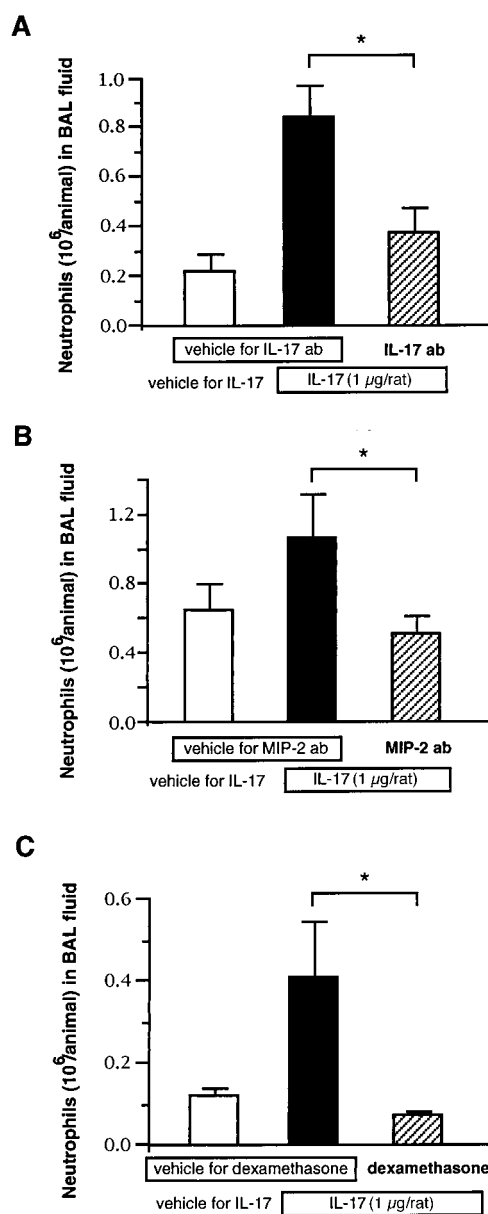 A
*
Neutrophils (10⁶/animal) in BAL fluid
1.0
0.8
0.6
0.4
0.2
0.0
vehicle for IL-17 ab
IL-17 ab
vehicle for IL-17
IL-17 (1 µg/rat)
B
*
Neutrophils (10⁶/animal) in BAL fluid
1.2
0.8
0.4
0.0
vehicle for MIP-2 ab
MIP-2 ab
vehicle for IL-17
IL-17 (1 µg/rat)
C
*
Neutrophils (10⁶/animal) in BAL fluid
0.6
0.4
0.2
0.0
vehicle for dexamethasone
dexamethasone
vehicle for IL-17
IL-17 (1 µg/rat)